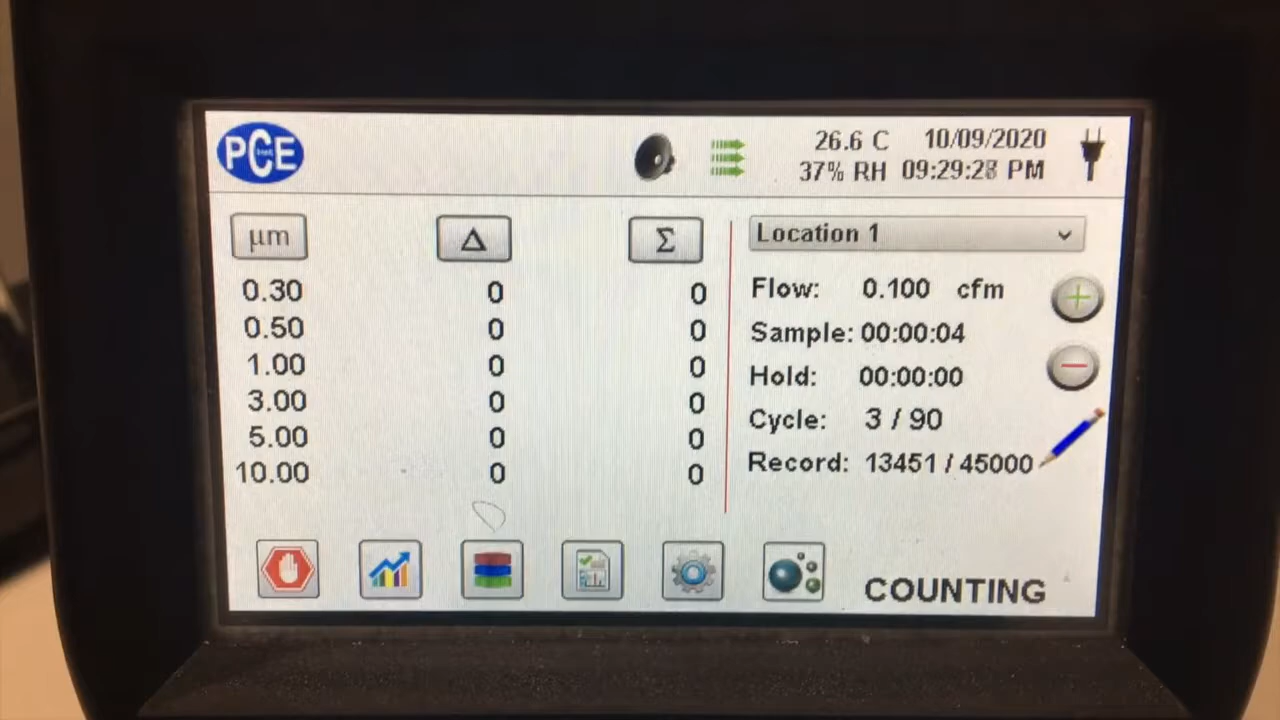 PCE
26.6 C 10/09/2020
37% RH 09:29:28 PM
µm Δ Σ
Location 1
0.30 0 0
Flow: 0.100 cfm
0.50 0 0
Sample: 00:00:04
1.00 0 0
Hold: 00:00:00
3.00 0 0
Cycle: 3 / 90
5.00 0 0
Record: 13451 / 45000
10.00 0 0
COUNTING